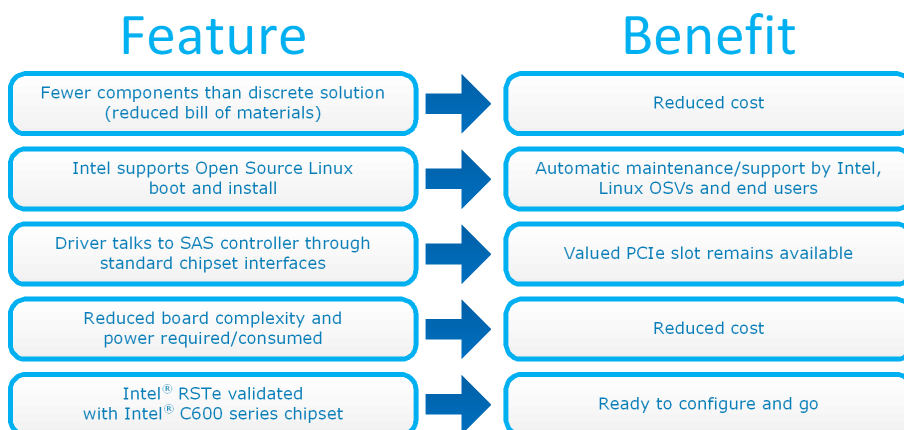 Feature
Benefit
Fewer components than discrete solution
(reduced bill of materials)
Reduced cost
Intel supports Open Source Linux
boot and install
Automatic maintenance/support by Intel,
Linux OSVs and end users
Driver talks to SAS controller through
standard chipset interfaces
Valued PCIe slot remains available
Reduced board complexity and
power required/consumed
Reduced cost
Intel® RSTe validated
with Intel® C600 series chipset
Ready to configure and go